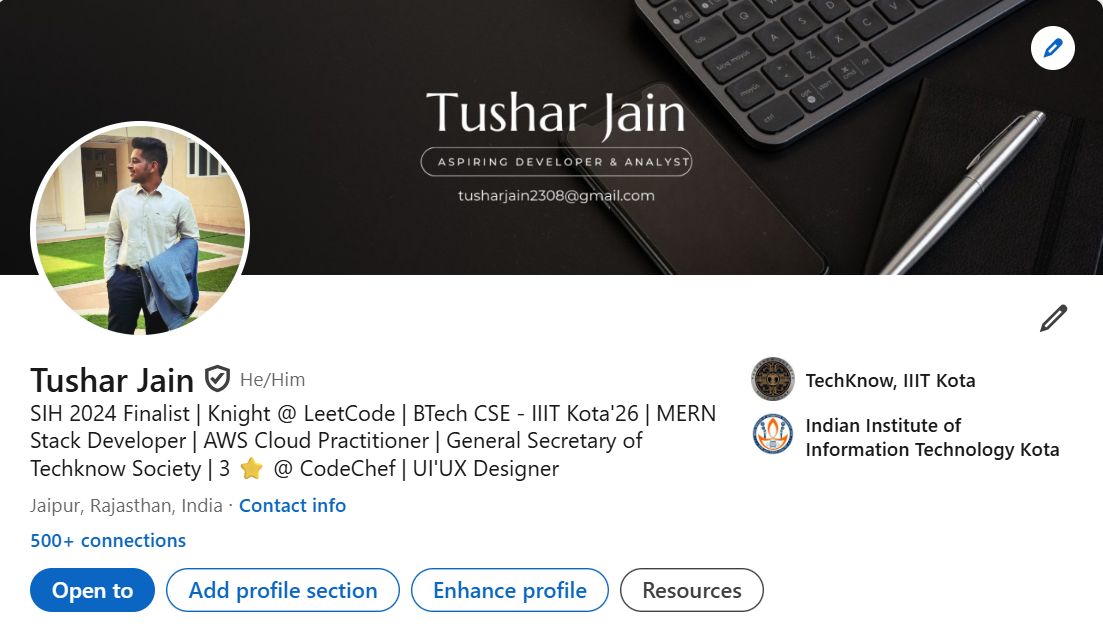 Tushar Jain
ASPIRING DEVELOPER & ANALYST
tusharjain2308@gmail.com
Tushar Jain He/Him
SIH 2024 Finalist | Knight @ LeetCode | BTech CSE - IIIT Kota'26 | MERN
Stack Developer | AWS Cloud Practitioner | General Secretary of
Techknow Society | 3 ⭐ @ CodeChef | UI'UX Designer
Jaipur, Rajasthan, India · Contact info
500+ connections
Open to
Add profile section
Enhance profile
Resources
TechKnow, IIIT Kota
Indian Institute of
Information Technology Kota